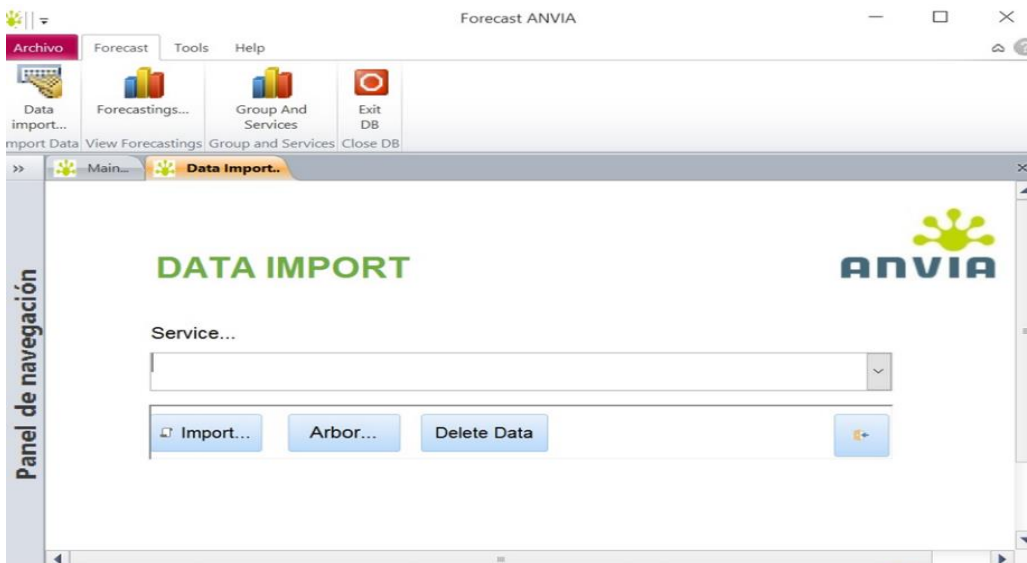 Forecast ANVIA
Archivo Forecast Tools Help
Data import... Forecastings... Group And Services Exit DB
mport Data View Forecastings Group and Services Close DB
Main... Data Import..
Panel de navegación
DATA IMPORT
ANVIA
Service...
Import... Arbor... Delete Data